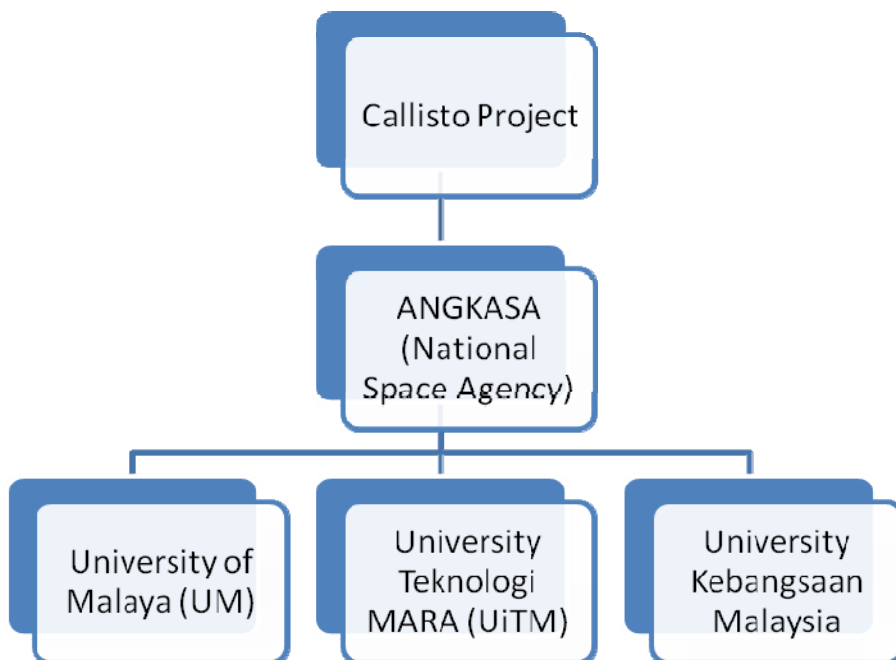 Callisto Project
ANGKASA
(National
Space Agency)
University of
Malaya (UM)
University
Teknologi
MARA (UiTM)
University
Kebangsaan
Malaysia